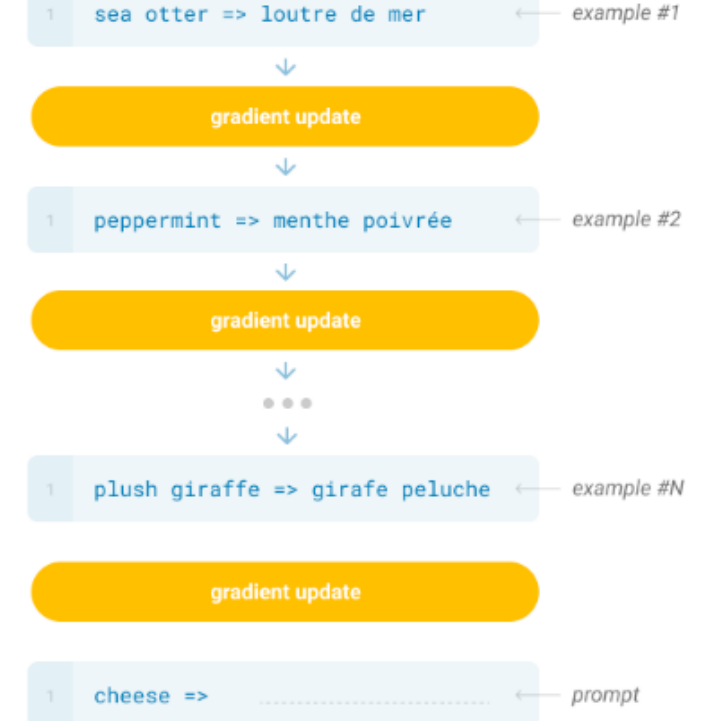 1 sea otter => loutre de mer example #1
gradient update
1 peppermint => menthe poivrée example #2
gradient update
1 plush giraffe => girafe peluche example #N
gradient update
1 cheese => prompt